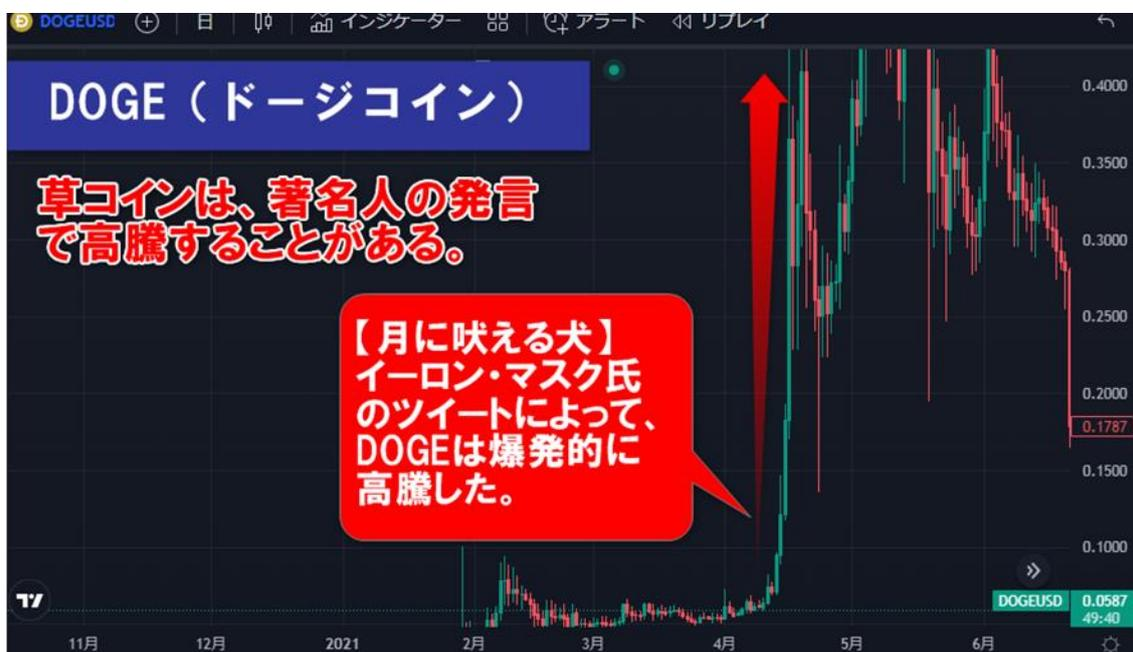 DOGEUSD 日 インジケーター アラート リプレイ
DOGE（ドージコイン）
草コインは、著名人の発言
で高騰することがある。
【月に吠える犬】
イーロン・マスク氏
のツイートによって、
DOGEは爆発的に
高騰した。
0.4000
0.3500
0.3000
0.2500
0.2000
0.1787
0.1500
0.1000
DOGEUSD 0.0587
49:40
11月 12月 2021 2月 3月 4月 5月 6月